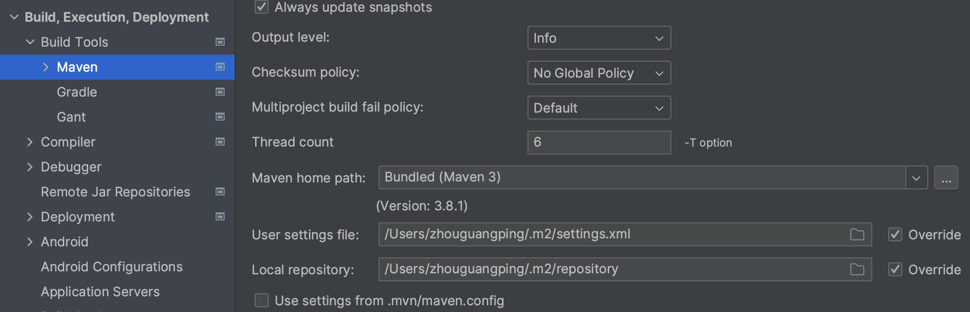 Build, Execution, Deployment
Build Tools
Maven
Gradle
Gant
Compiler
Debugger
Remote Jar Repositories
Deployment
Android
Android Configurations
Application Servers
Always update snapshots
Output level: Info
Checksum policy: No Global Policy
Multiproject build fail policy: Default
Thread count 6 -T option
Maven home path: Bundled (Maven 3) ...
(Version: 3.8.1)
User settings file: /Users/zhouguangping/.m2/settings.xml Override
Local repository: /Users/zhouguangping/.m2/repository Override
Use settings from .mvn/maven.config